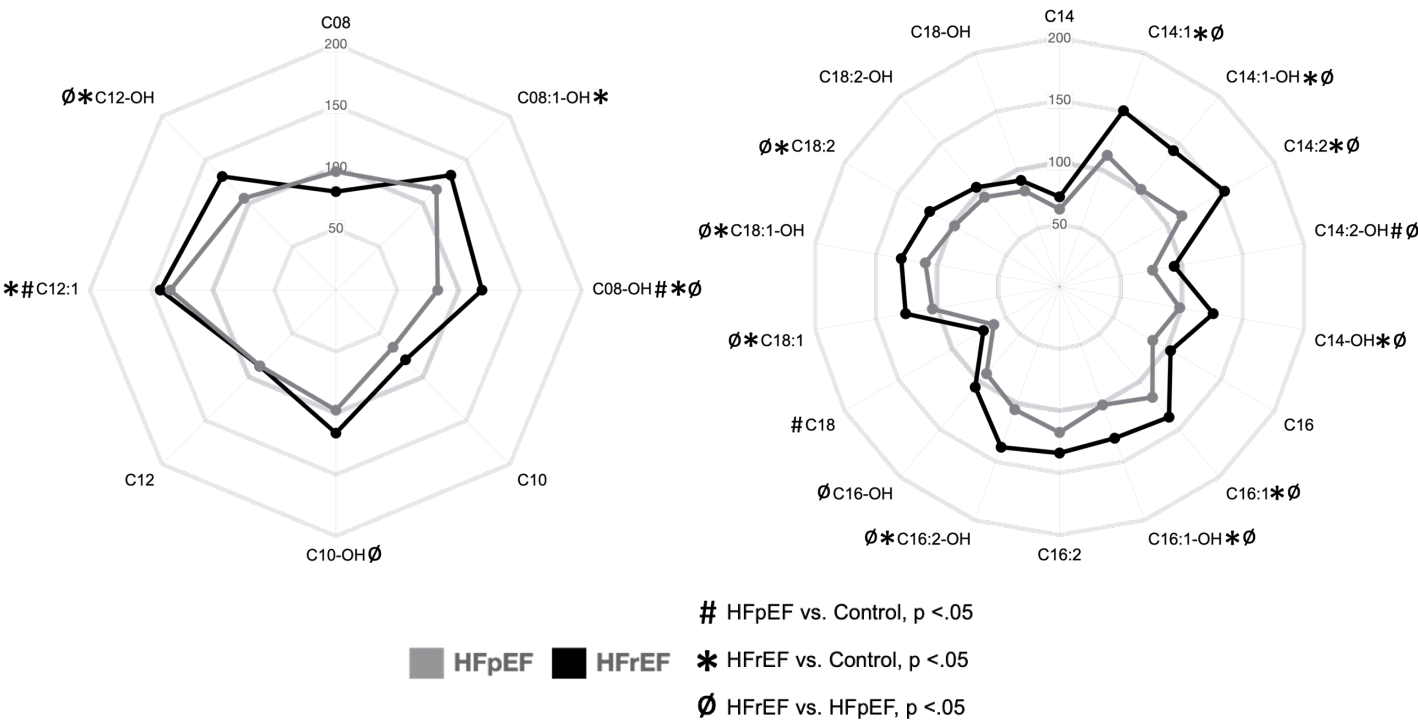 C08
200
150
100
50
C08:1-OH*
C08-OH#*Ø
C10
C10-OHØ
C12
*#C12:1
Ø*C12-OH
C14
200
150
100
50
C14:1*Ø
C14:1-OH*Ø
C14:2*Ø
C14:2-OH#Ø
C14-OH*Ø
C16
C16:1*Ø
C16:1-OH*Ø
C16:2
Ø*C16:2-OH
ØC16-OH
#C18
Ø*C18:1
Ø*C18:1-OH
Ø*C18:2
C18:2-OH
C18-OH
HFpEF
HFrEF
# HFpEF vs. Control, p <.05
* HFrEF vs. Control, p <.05
Ø HFrEF vs. HFpEF, p <.05